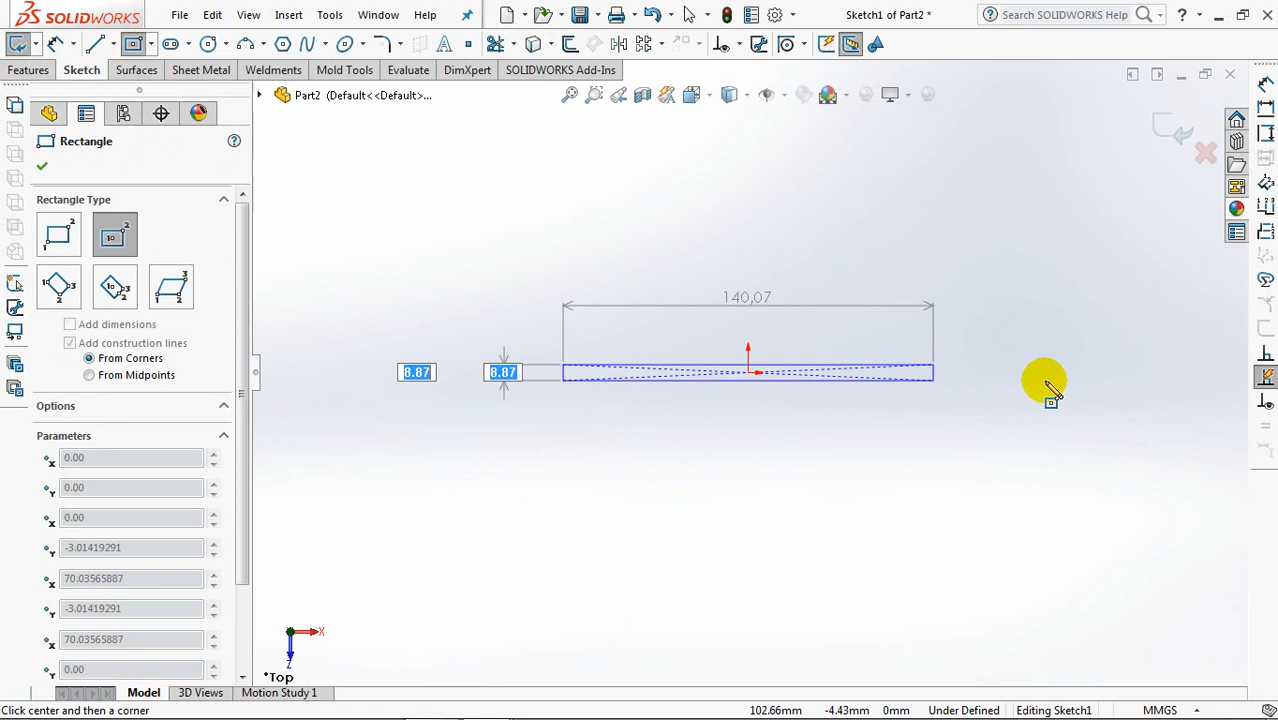 SOLIDWORKS File Edit View Insert Tools Window Help Sketch1 of Part2 * Search SOLIDWORKS Help ?
Features Sketch Surfaces Sheet Metal Weldments Mold Tools Evaluate DimXpert SOLIDWORKS Add-Ins
Part2 (Default<<Default>...
Rectangle
Rectangle Type
Add dimensions
Add construction lines
From Corners
From Midpoints
Options
Parameters
0.00
0.00
0.00
-3.01419291
70.03565887
-3.01419291
70.03565887
0.00
140,07
8.87 8.87
X
Z
*Top
Model 3D Views Motion Study 1
Click center and then a corner 102.66mm -4.43mm 0mm Under Defined Editing Sketch1 MMGS